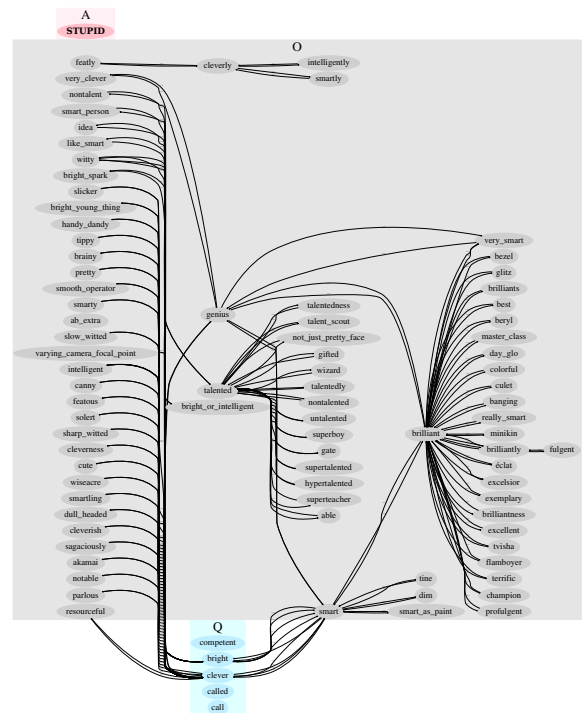 A
STUPID
O
featly
cleverly
intelligently
smartly
very_clever
nontalent
smart_person
idea
like_smart
witty
bright_spark
slicker
bright_young_thing
handy_dandy
tippy
brainy
pretty
smooth_operator
smarty
ab_extra
slow_witted
varying_camera_focal_point
intelligent
canny
featous
solert
sharp_witted
cleverness
cute
wiseacre
smartling
dull_headed
cleverish
sagaciously
akamai
notable
parlous
resourceful
genius
talented
bright_or_intelligent
talentedness
talent_scout
not_just_pretty_face
gifted
wizard
talentedly
nontalented
untalented
superboy
gate
supertalented
hypertalented
superteacher
able
brilliant
very_smart
bezel
glitz
brilliants
best
beryl
master_class
day_glo
colorful
culet
banging
really_smart
minikin
brilliantly
fulgent
éclat
excelsior
exemplary
brilliantness
excellent
tvisha
flamboyer
terrific
champion
profulgent
smart
tine
dim
smart_as_paint
Q
competent
bright
clever
called
call